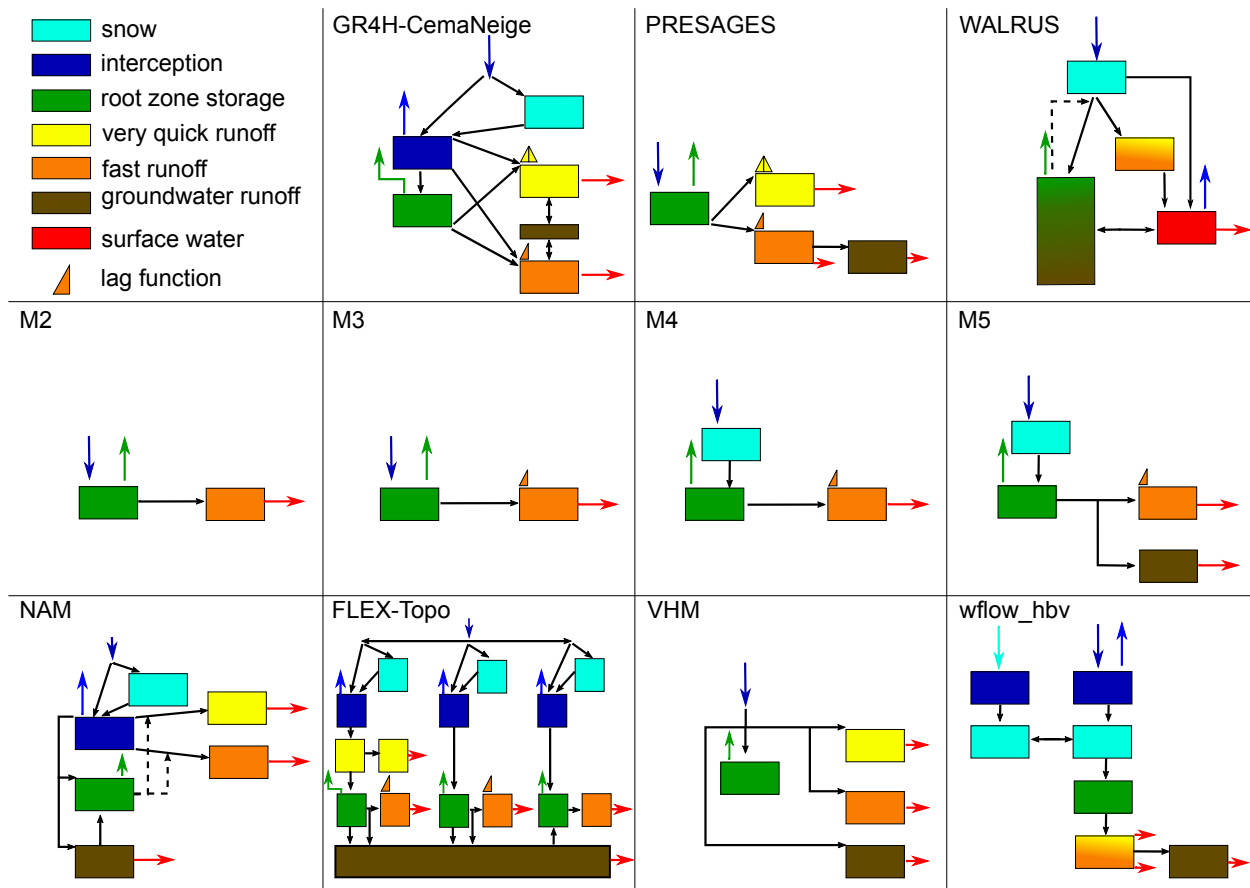 snow
interception
root zone storage
very quick runoff
fast runoff
groundwater runoff
surface water
lag function
GR4H-CemaNeige
PRESAGES
WALRUS
M2
M3
M4
M5
NAM
FLEX-Topo
VHM
wflow_hbv